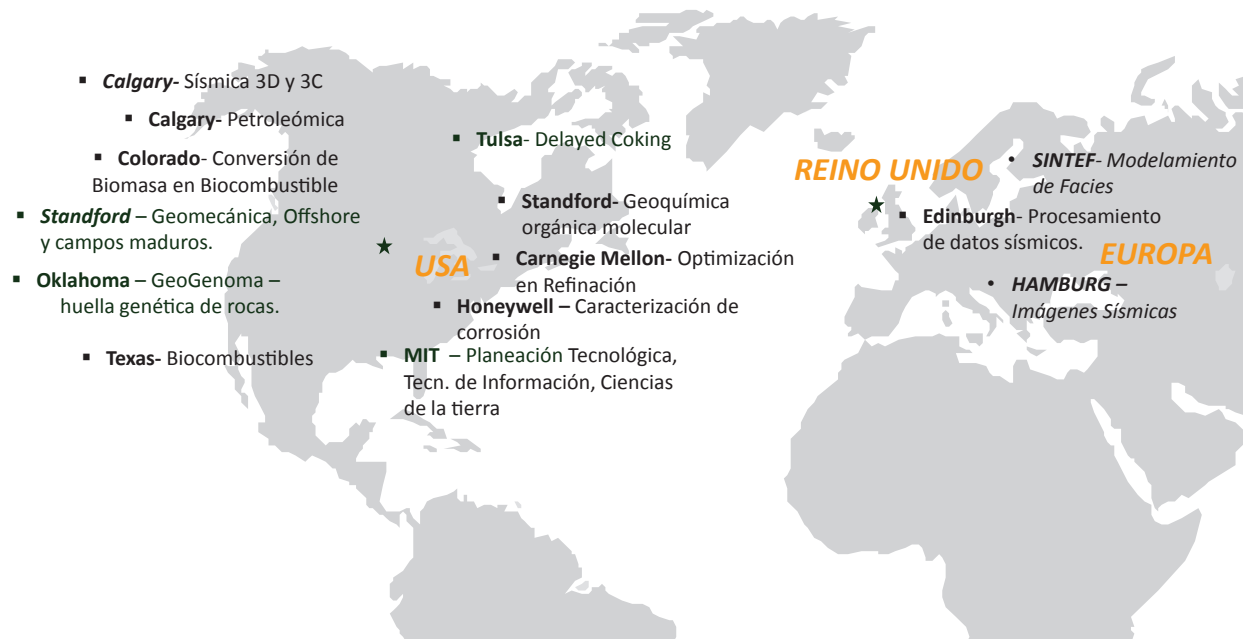 ▪ Calgary- Sísmica 3D y 3C
▪ Calgary- Petroleómica
▪ Colorado- Conversión de
Biomasa en Biocombustible
▪ Standford – Geomecánica, Offshore
y campos maduros.
▪ Oklahoma – GeoGenoma –
huella genética de rocas.
▪ Texas- Biocombustibles
▪ Tulsa- Delayed Coking
▪ Standford- Geoquímica
orgánica molecular
USA
▪ Carnegie Mellon- Optimización
en Refinación
▪ Honeywell – Caracterización de
corrosión
▪ MIT – Planeación Tecnológica,
Tecn. de Información, Ciencias
de la tierra
REINO UNIDO
▪ Edinburgh- Procesamiento
de datos sísmicos.
• SINTEF- Modelamiento
de Facies
EUROPA
• HAMBURG –
Imágenes Sísmicas